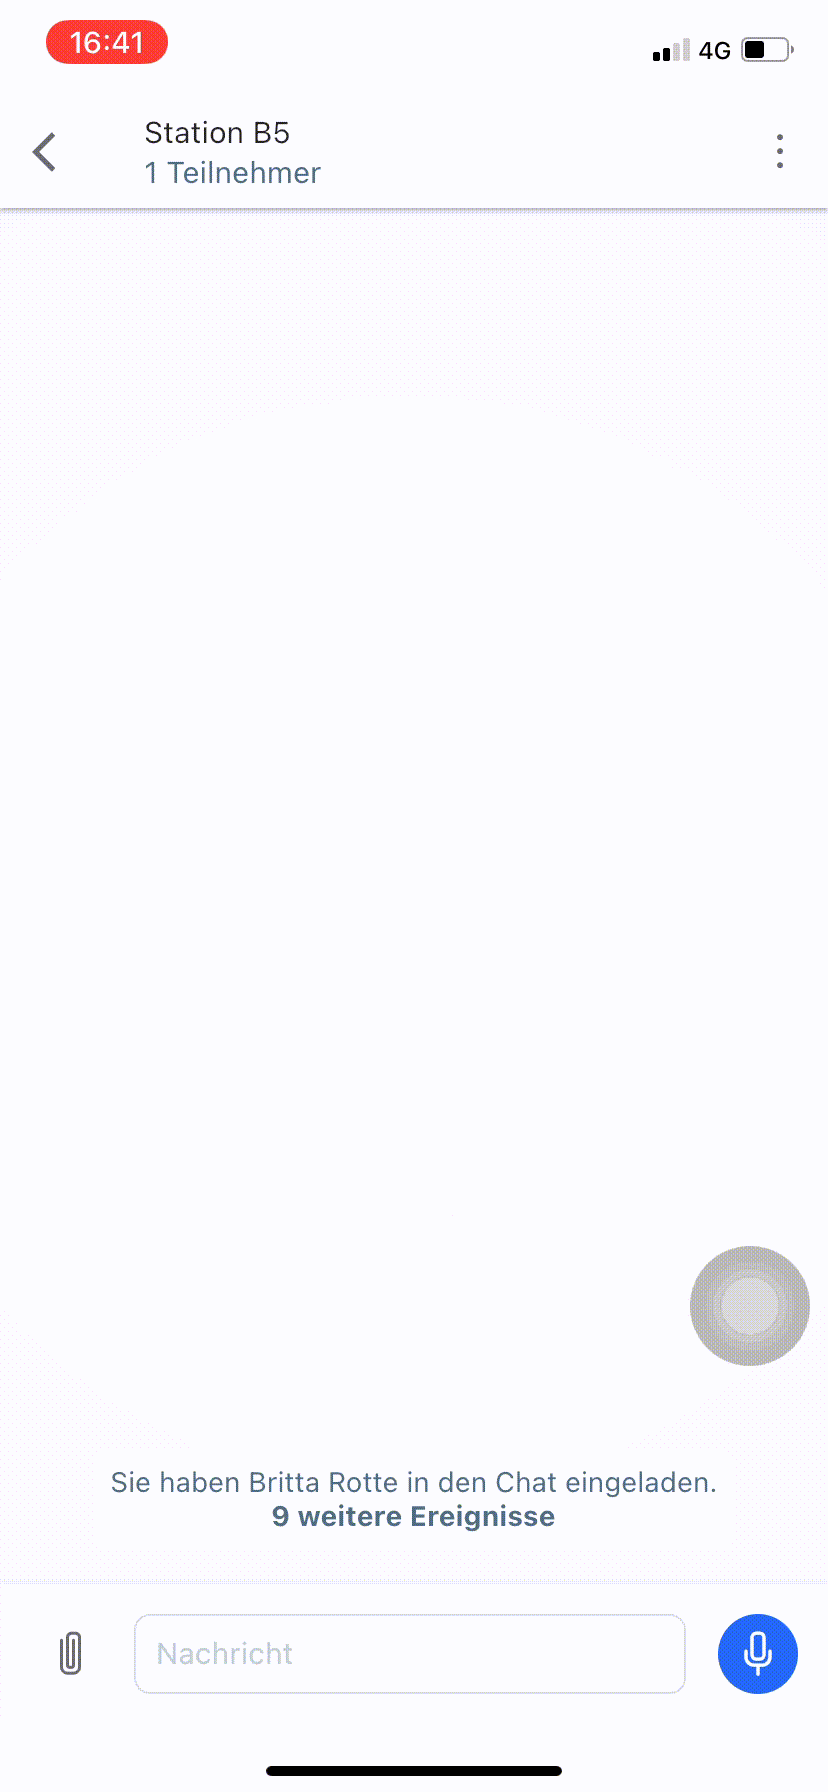 16:41
4G
Station B5
1 Teilnehmer
Sie haben Britta Rotte in den Chat eingeladen.
9 weitere Ereignisse
Nachricht